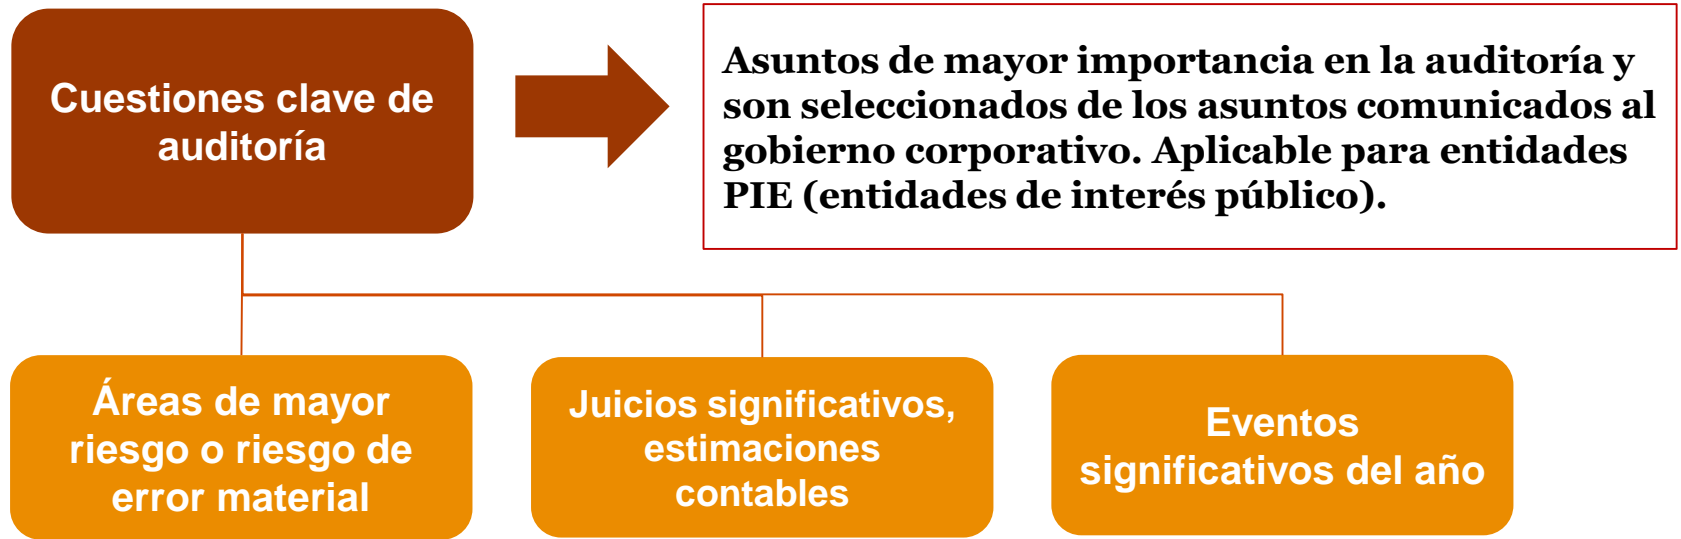 Cuestiones clave de
auditoría
Asuntos de mayor importancia en la auditoría y
son seleccionados de los asuntos comunicados al
gobierno corporativo. Aplicable para entidades
PIE (entidades de interés público).
Áreas de mayor
riesgo o riesgo de
error material
Juicios significativos,
estimaciones
contables
Eventos
significativos del año